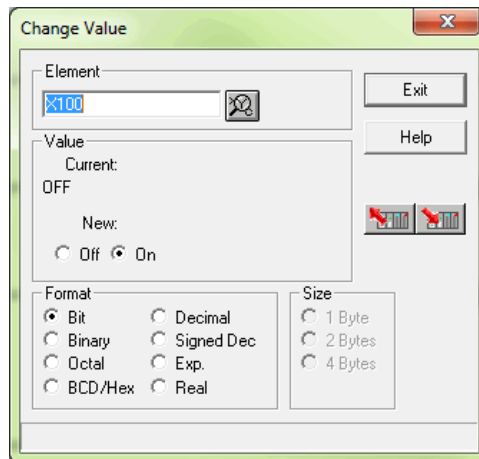 Change Value
Element
X100
Exit
Help
Value
Current:
OFF
New:
Off On
Format
Bit Decimal
Binary Signed Dec
Octal Exp.
BCD/Hex Real
Size
1 Byte
2 Bytes
4 Bytes